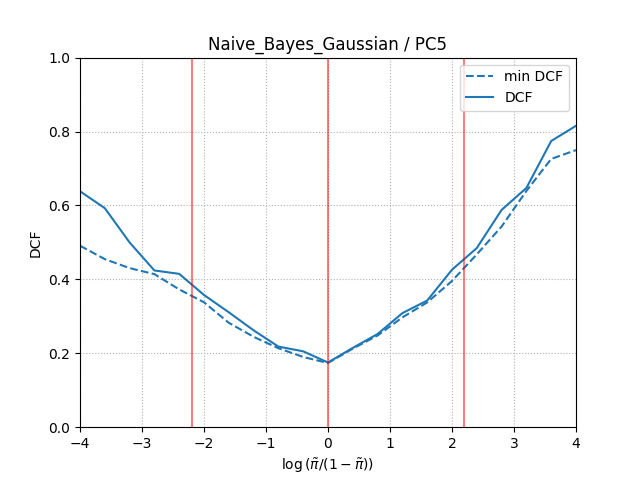 Naive_Bayes_Gaussian / PC5
min DCF
DCF
DCF
1.0
0.8
0.6
0.4
0.2
0.0
−4 −3 −2 −1 0 1 2 3 4
log (π̃/(1 − π̃))